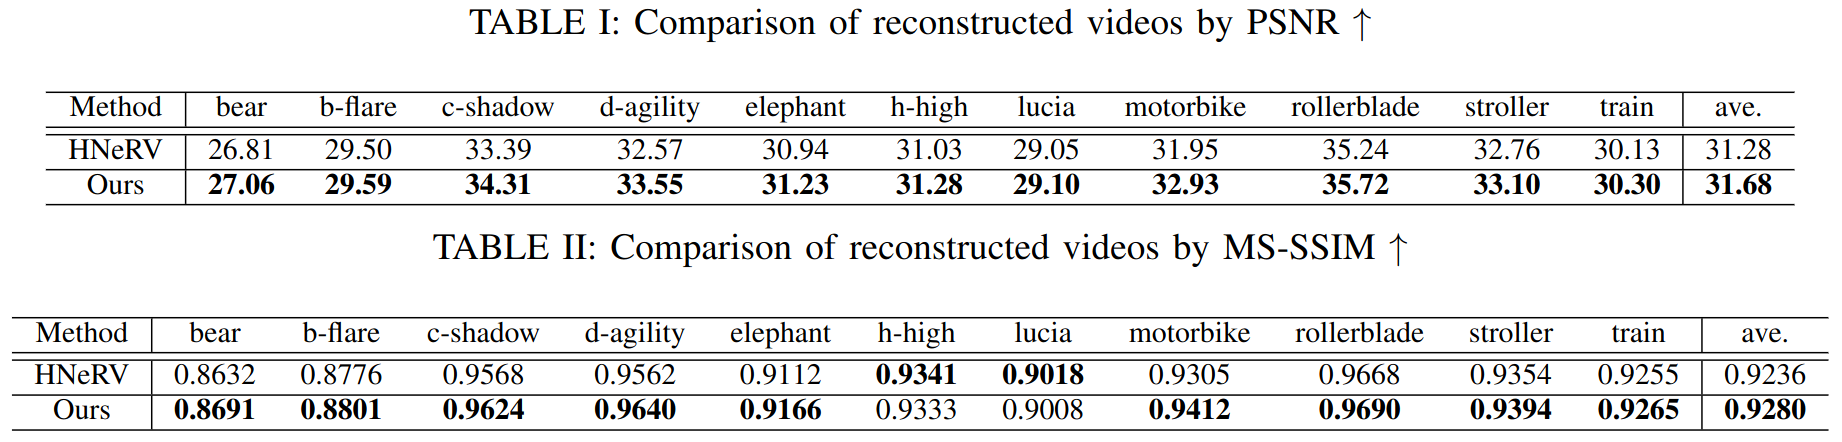 TABLE I: Comparison of reconstructed videos by PSNR ↑
Method bear b-flare c-shadow d-agility elephant h-high lucia motorbike rollerblade stroller train ave.
HNeRV 26.81 29.50 33.39 32.57 30.94 31.03 29.05 31.95 35.24 32.76 30.13 31.28
Ours 27.06 29.59 34.31 33.55 31.23 31.28 29.10 32.93 35.72 33.10 30.30 31.68
TABLE II: Comparison of reconstructed videos by MS-SSIM ↑
Method bear b-flare c-shadow d-agility elephant h-high lucia motorbike rollerblade stroller train ave.
HNeRV 0.8632 0.8776 0.9568 0.9562 0.9112 0.9341 0.9018 0.9305 0.9668 0.9354 0.9255 0.9236
Ours 0.8691 0.8801 0.9624 0.9640 0.9166 0.9333 0.9008 0.9412 0.9690 0.9394 0.9265 0.9280